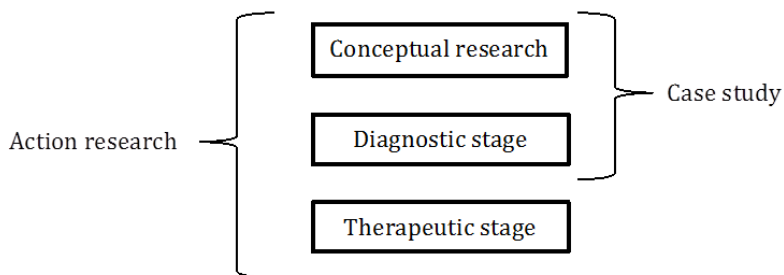 Conceptual research
Case study
Diagnostic stage
Action research
Therapeutic stage